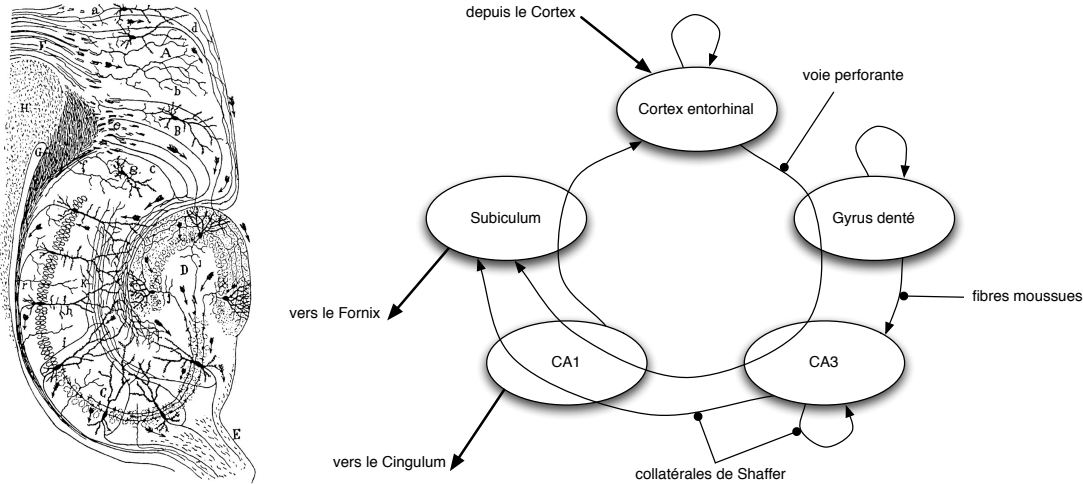 a
d
A
F
b
H
B
e
G
f
g
c
D
K
h
C
E
depuis le Cortex
voie perforante
Cortex entorhinal
Subiculum
Gyrus denté
vers le Fornix
fibres moussues
CA1
CA3
vers le Cingulum
collatérales de Shaffer